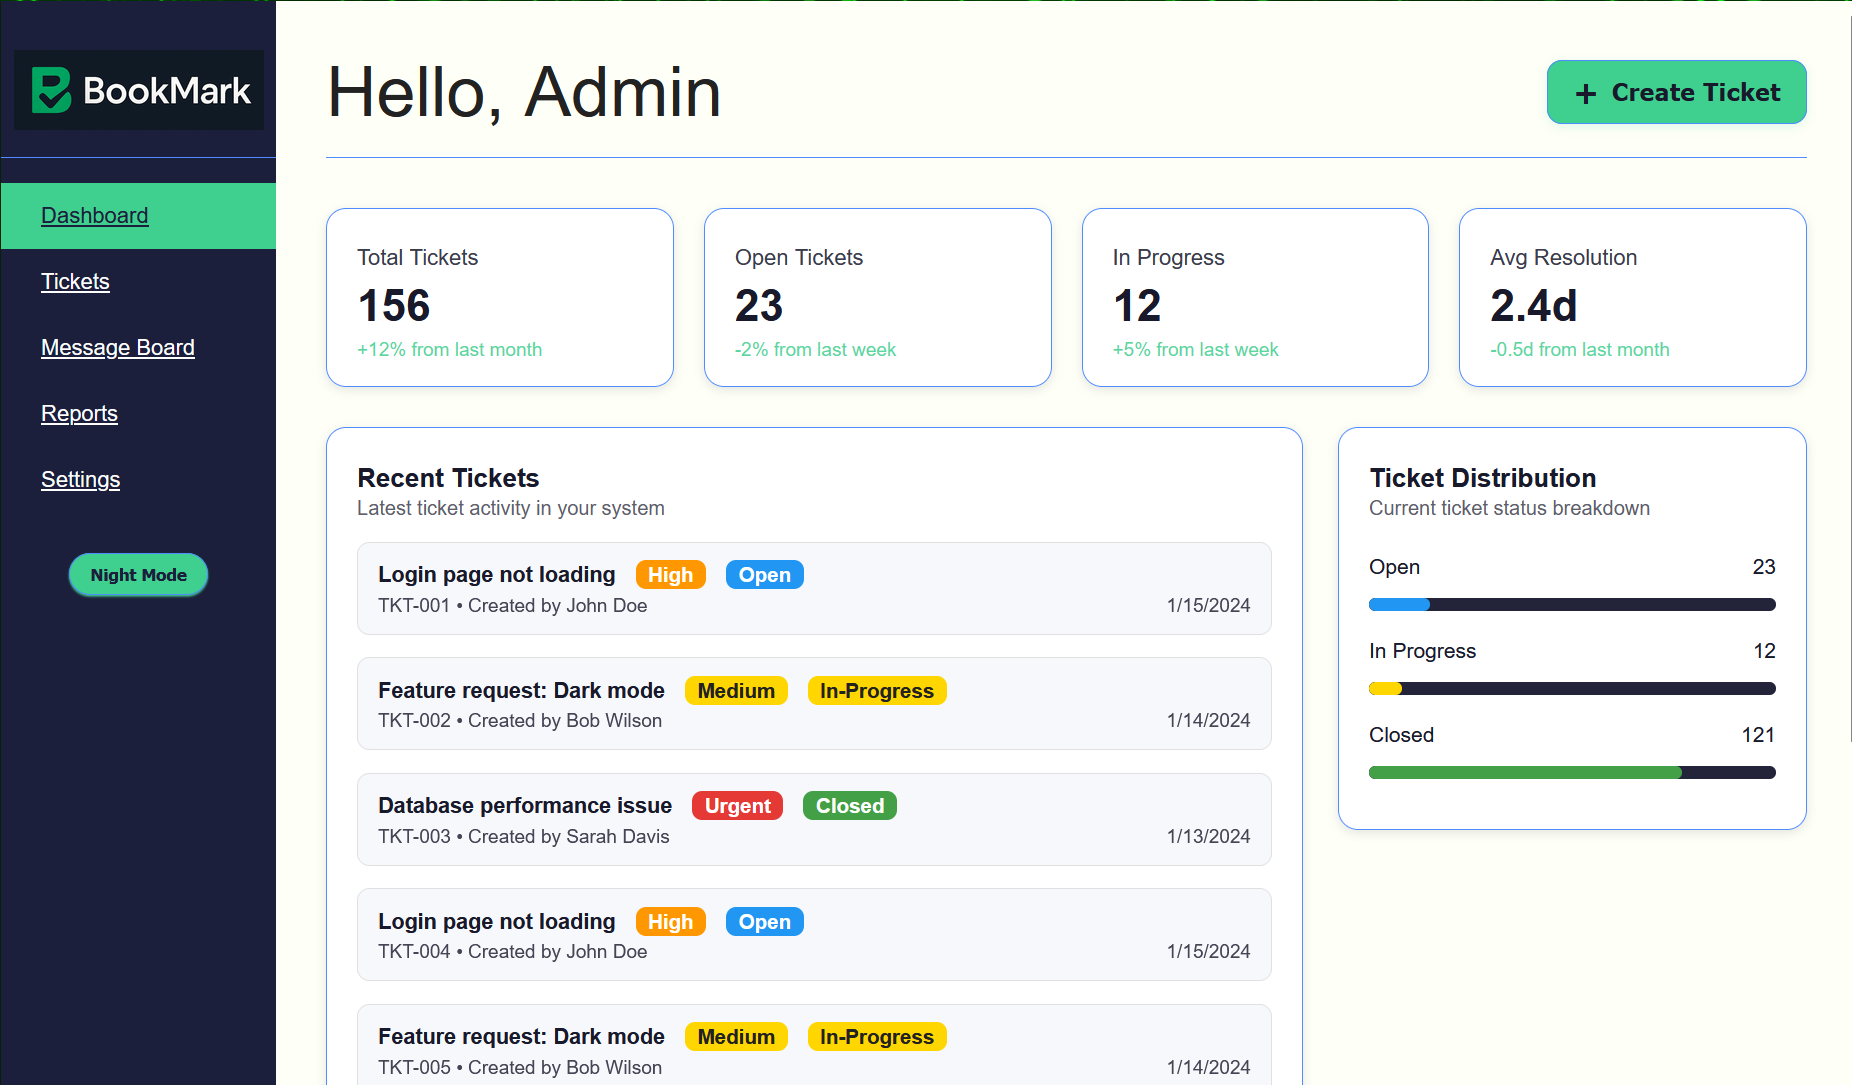 BookMark
Dashboard
Tickets
Message Board
Reports
Settings
Night Mode
Hello, Admin
+ Create Ticket
Total Tickets
156
+12% from last month
Open Tickets
23
-2% from last week
In Progress
12
+5% from last week
Avg Resolution
2.4d
-0.5d from last month
Recent Tickets
Latest ticket activity in your system
Login page not loading High Open
TKT-001 • Created by John Doe 1/15/2024
Feature request: Dark mode Medium In-Progress
TKT-002 • Created by Bob Wilson 1/14/2024
Database performance issue Urgent Closed
TKT-003 • Created by Sarah Davis 1/13/2024
Login page not loading High Open
TKT-004 • Created by John Doe 1/15/2024
Feature request: Dark mode Medium In-Progress
TKT-005 • Created by Bob Wilson 1/14/2024
Ticket Distribution
Current ticket status breakdown
Open 23
In Progress 12
Closed 121